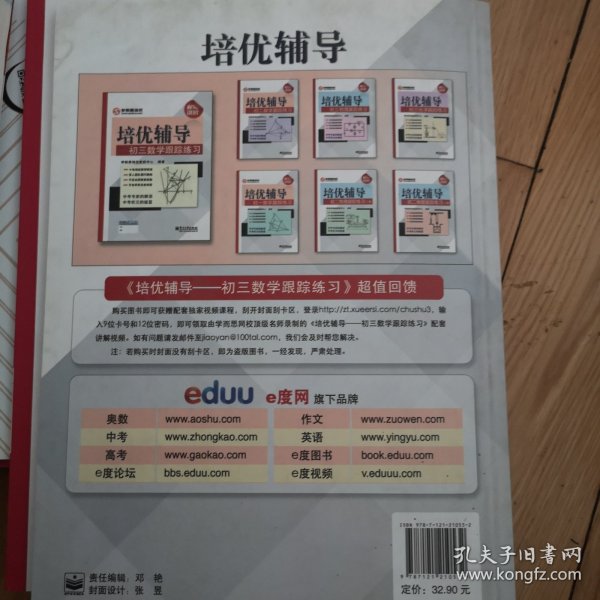 培优辅导
培优辅导
初三数学跟踪练习
培优辅导
培优辅导
培优辅导
培优辅导
培优辅导
培优辅导
《培优辅导——初三数学跟踪练习》超值回馈
购买图书即可获赠配套独家视频课程，刮开封面刮卡区，登录http://zt.xueersi.com/chushu3，输
入9位卡号和12位密码，即可领取由学而思网校顶级名师录制的《培优辅导——初三数学跟踪练习》配套
讲解视频。如有问题请发邮件至jiaoyan@100tal.com，我们会及时帮您解决。
注：若购买时封面没有刮卡区，即为盗版图书，一经发现，严肃处理。
eduu e度网 旗下品牌
奥数 www.aoshu.com 作文 www.zuowen.com
中考 www.zhongkao.com 英语 www.yingyu.com
高考 www.gaokao.com e度图书 book.eduu.com
e度论坛 bbs.eduu.com e度视频 v.eduuu.com
ISBN 978-7-121-21055-2
责任编辑：邓 艳
封面设计：张 昱
定价：32.90 元
孔夫子旧书网
www.kongfz.com